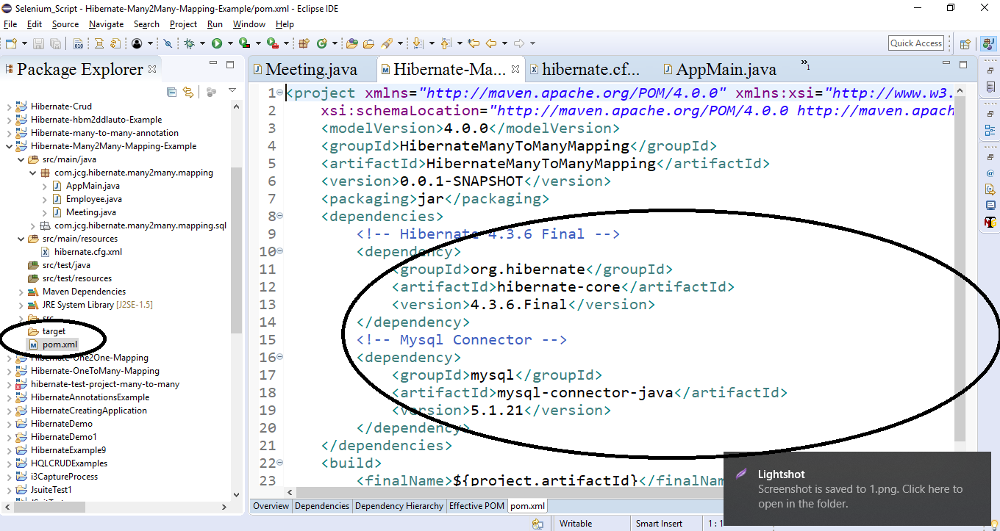 Selenium_Script - Hibernate-Many2Many-Mapping-Example/pom.xml - Eclipse IDE
File Edit Source Navigate Search Project Run Window Help
Quick Access
Package Explorer
Hibernate-Crud
Hibernate-hbm2ddlauto-Example
Hibernate-many-to-many-annotation
Hibernate-Many2Many-Mapping-Example
src/main/java
com.jcg.hibernate.many2many.mapping
AppMain.java
Employee.java
Meeting.java
com.jcg.hibernate.many2many.mapping.sql
src/main/resources
hibernate.cfg.xml
src/test/java
src/test/resources
Maven Dependencies
JRE System Library [J2SE-1.5]
src
target
pom.xml
Hibernate-One2One-Mapping
Hibernate-OneToMany-Mapping
hibernate-test-project-many-to-many
HibernateAnnotationsExample
HibernateCreatingApplication
HibernateDemo
HibernateDemo1
HibernateExample9
HQLCRUDExamples
i3CaptureProcess
JsuiteTest1
Meeting.java Hibernate-Ma... hibernate.cf... AppMain.java »1
1 <project xmlns="http://maven.apache.org/POM/4.0.0" xmlns:xsi="http://www.w3.
2 xsi:schemaLocation="http://maven.apache.org/POM/4.0.0 http://maven.apach
3 <modelVersion>4.0.0</modelVersion>
4 <groupId>HibernateManyToManyMapping</groupId>
5 <artifactId>HibernateManyToManyMapping</artifactId>
6 <version>0.0.1-SNAPSHOT</version>
7 <packaging>jar</packaging>
8 <dependencies>
9 <!-- Hibernate 4.3.6 Final -->
10 <dependency>
11 <groupId>org.hibernate</groupId>
12 <artifactId>hibernate-core</artifactId>
13 <version>4.3.6.Final</version>
14 </dependency>
15 <!-- Mysql Connector -->
16 <dependency>
17 <groupId>mysql</groupId>
18 <artifactId>mysql-connector-java</artifactId>
19 <version>5.1.21</version>
20 </dependency>
21 </dependencies>
22 <build>
23 <finalName>${project.artifactId}</finalNam
Overview Dependencies Dependency Hierarchy Effective POM pom.xml
Lightshot
Screenshot is saved to 1.png. Click here to
open in the folder.
Writable Smart Insert 1 : 1